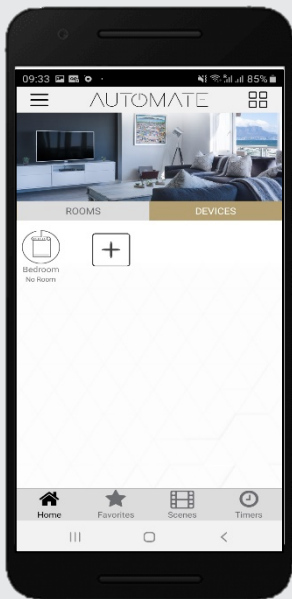 09:33 85%
AUTOMATE
ROOMS DEVICES
Bedroom
No Room
Home Favorites Scenes Timers